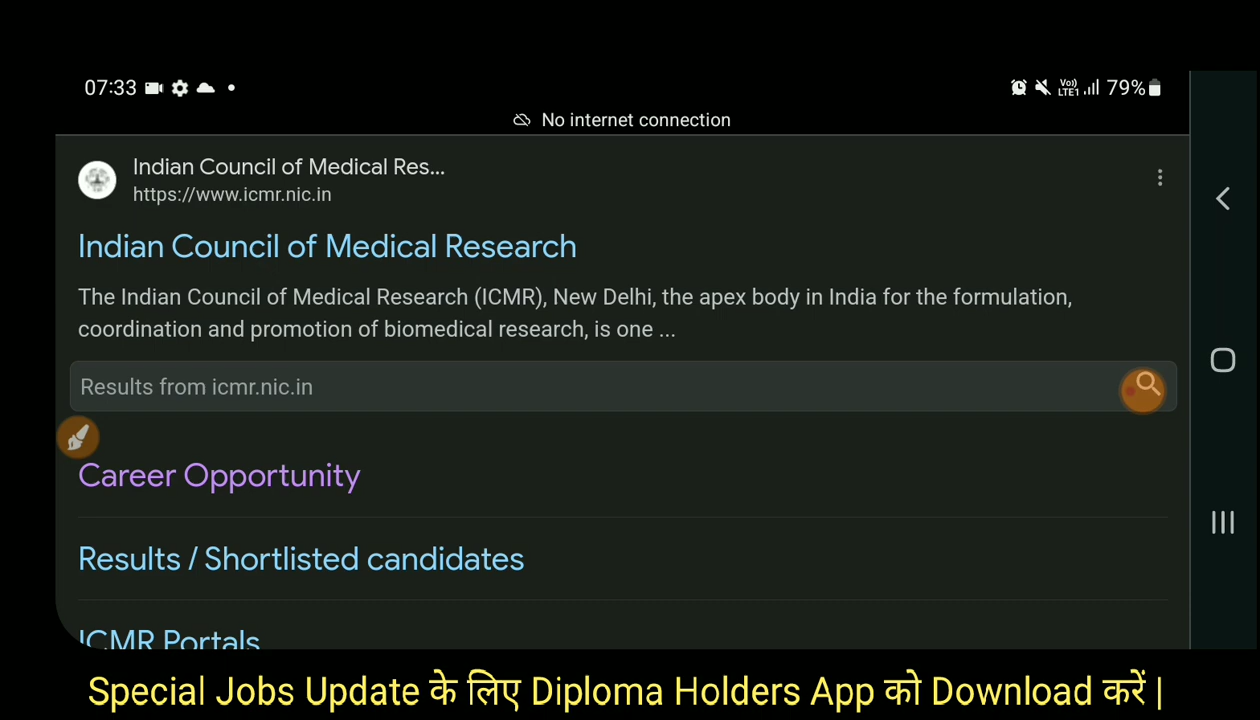 07:33
Vo)) LTE1 79%
No internet connection
Indian Council of Medical Res...
https://www.icmr.nic.in
Indian Council of Medical Research
The Indian Council of Medical Research (ICMR), New Delhi, the apex body in India for the formulation,
coordination and promotion of biomedical research, is one ...
Results from icmr.nic.in
Career Opportunity
Results / Shortlisted candidates
ICMR Portals
Special Jobs Update के लिए Diploma Holders App को Download करें |